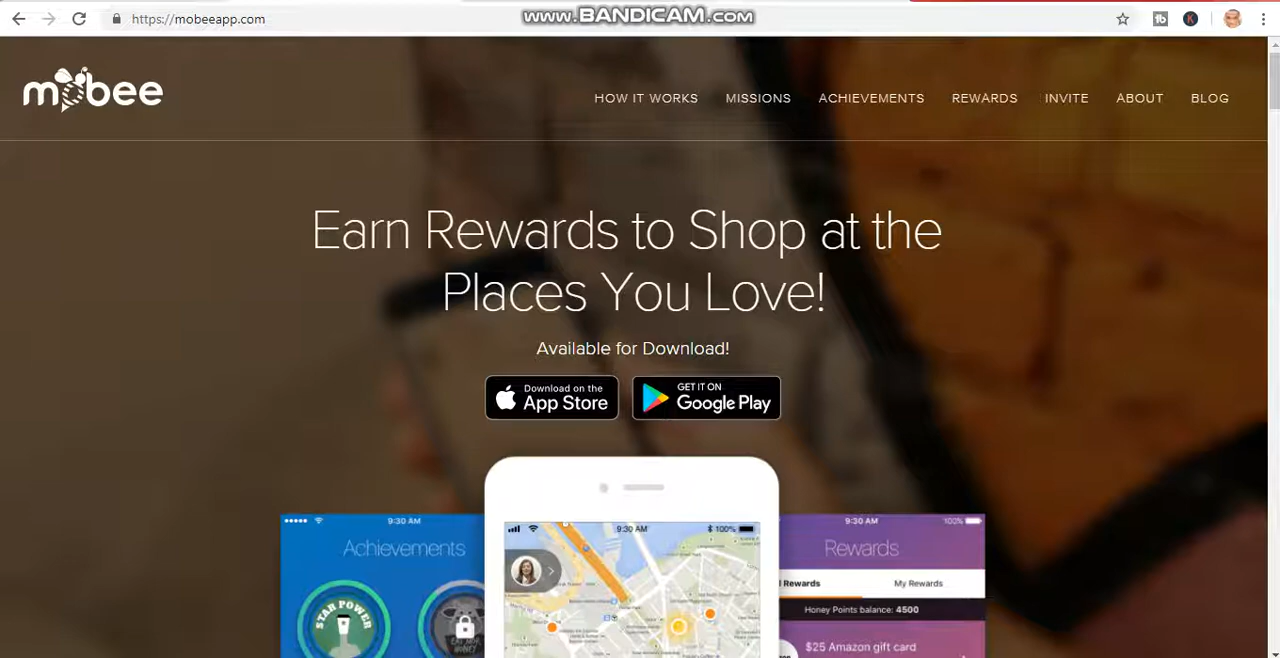 www.BANDICAM.com
https://mobeeapp.com
mobee
HOW IT WORKS MISSIONS ACHIEVEMENTS REWARDS INVITE ABOUT BLOG
Earn Rewards to Shop at the
Places You Love!
Available for Download!
Download on the
App Store
GET IT ON
Google Play
9:30 AM
Achievements
STAR POWER
9:30 AM
100%
9:30 AM
100%
Rewards
Rewards
My Rewards
Honey Points balance: 4500
$25 Amazon gift card